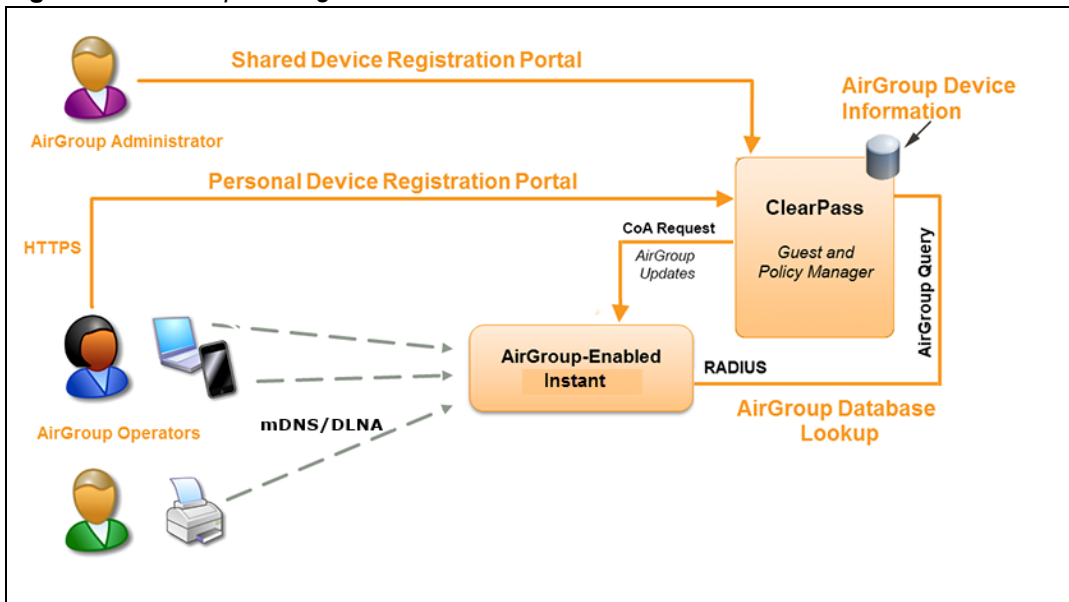 Shared Device Registration Portal
AirGroup Device
Information
AirGroup Administrator
Personal Device Registration Portal
ClearPass
Guest and
Policy Manager
HTTPS
CoA Request
AirGroup
Updates
AirGroup Query
AirGroup-Enabled
Instant
RADIUS
AirGroup Database
Lookup
mDNS/DLNA
AirGroup Operators